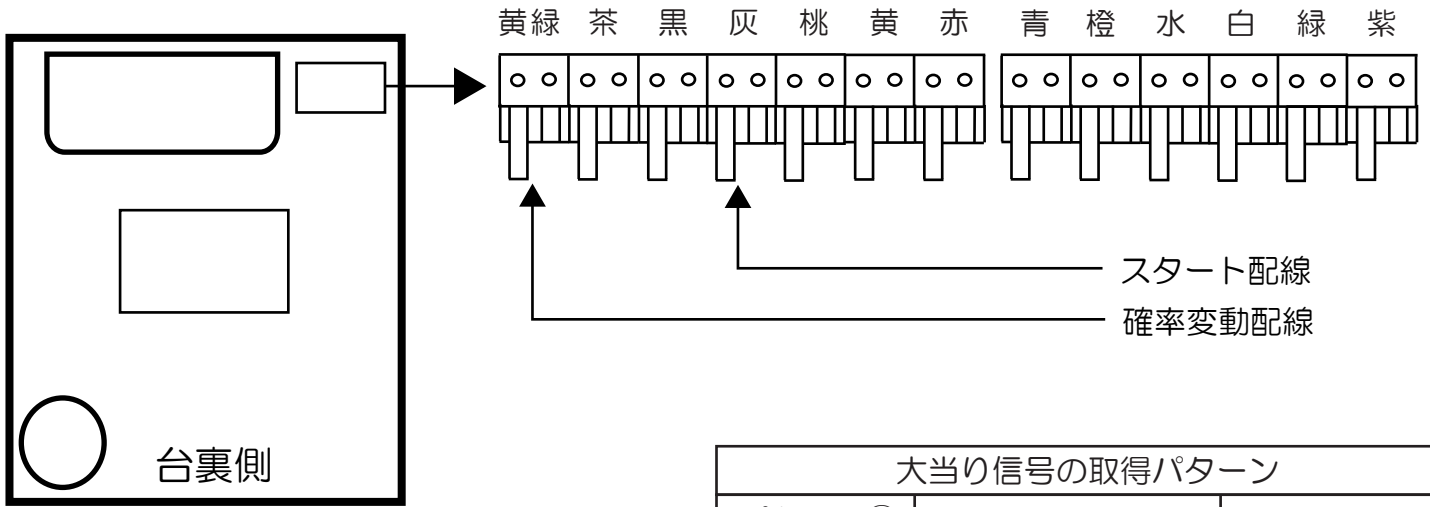 黄緑 茶 黒 灰 桃 黄 赤 青 橙 水 白 緑 紫
スタート配線
確率変動配線
台裏側
大当り信号の取得パターン